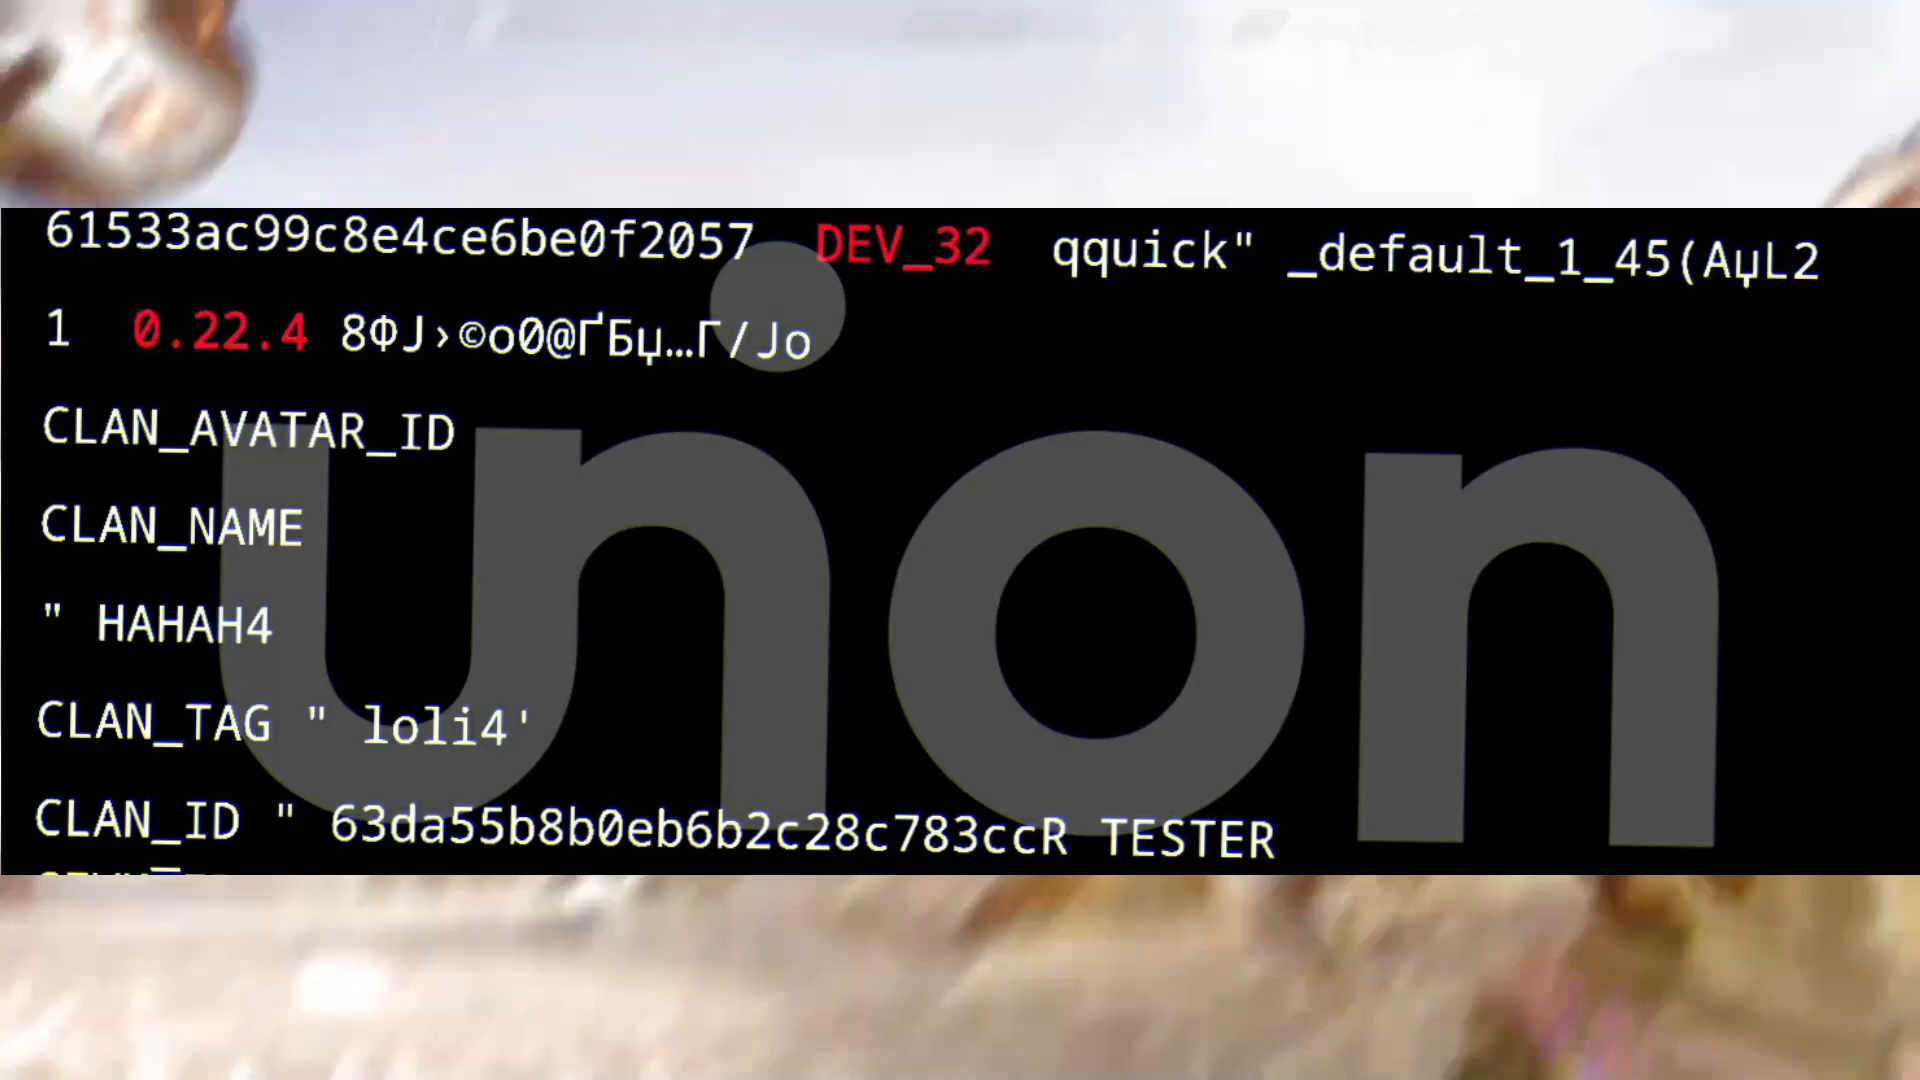 61533ac99c8e4ce6be0f2057 DEV_32 qquick" _default_1_45(AџL2
1 0.22.4 8ФJ›©o0@ҐБџ…Г/Jo
CLAN_AVATAR_ID
CLAN_NAME
" HAHAH4
CLAN_TAG " loli4'
CLAN_ID " 63da55b8b0eb6b2c28c783ccR TESTER
union